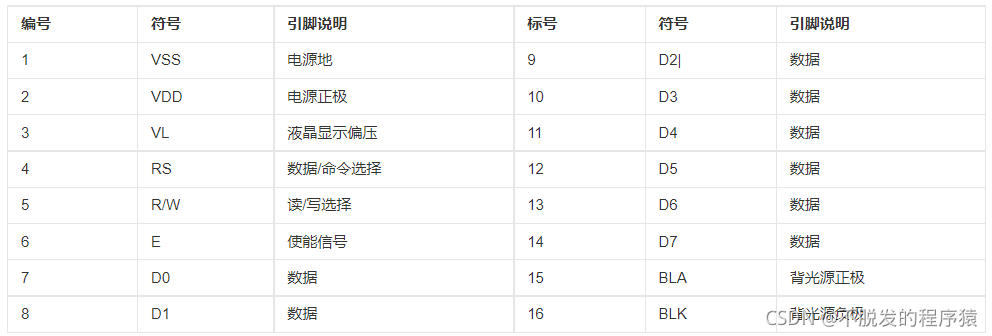 编号 符号 引脚说明 标号 符号 引脚说明
1 VSS 电源地 9 D2| 数据
2 VDD 电源正极 10 D3 数据
3 VL 液晶显示偏压 11 D4 数据
4 RS 数据/命令选择 12 D5 数据
5 R/W 读/写选择 13 D6 数据
6 E 使能信号 14 D7 数据
7 D0 数据 15 BLA 背光源正极
8 D1 数据 16 BLK 背光源负极
CSDN @不脱发的程序猿